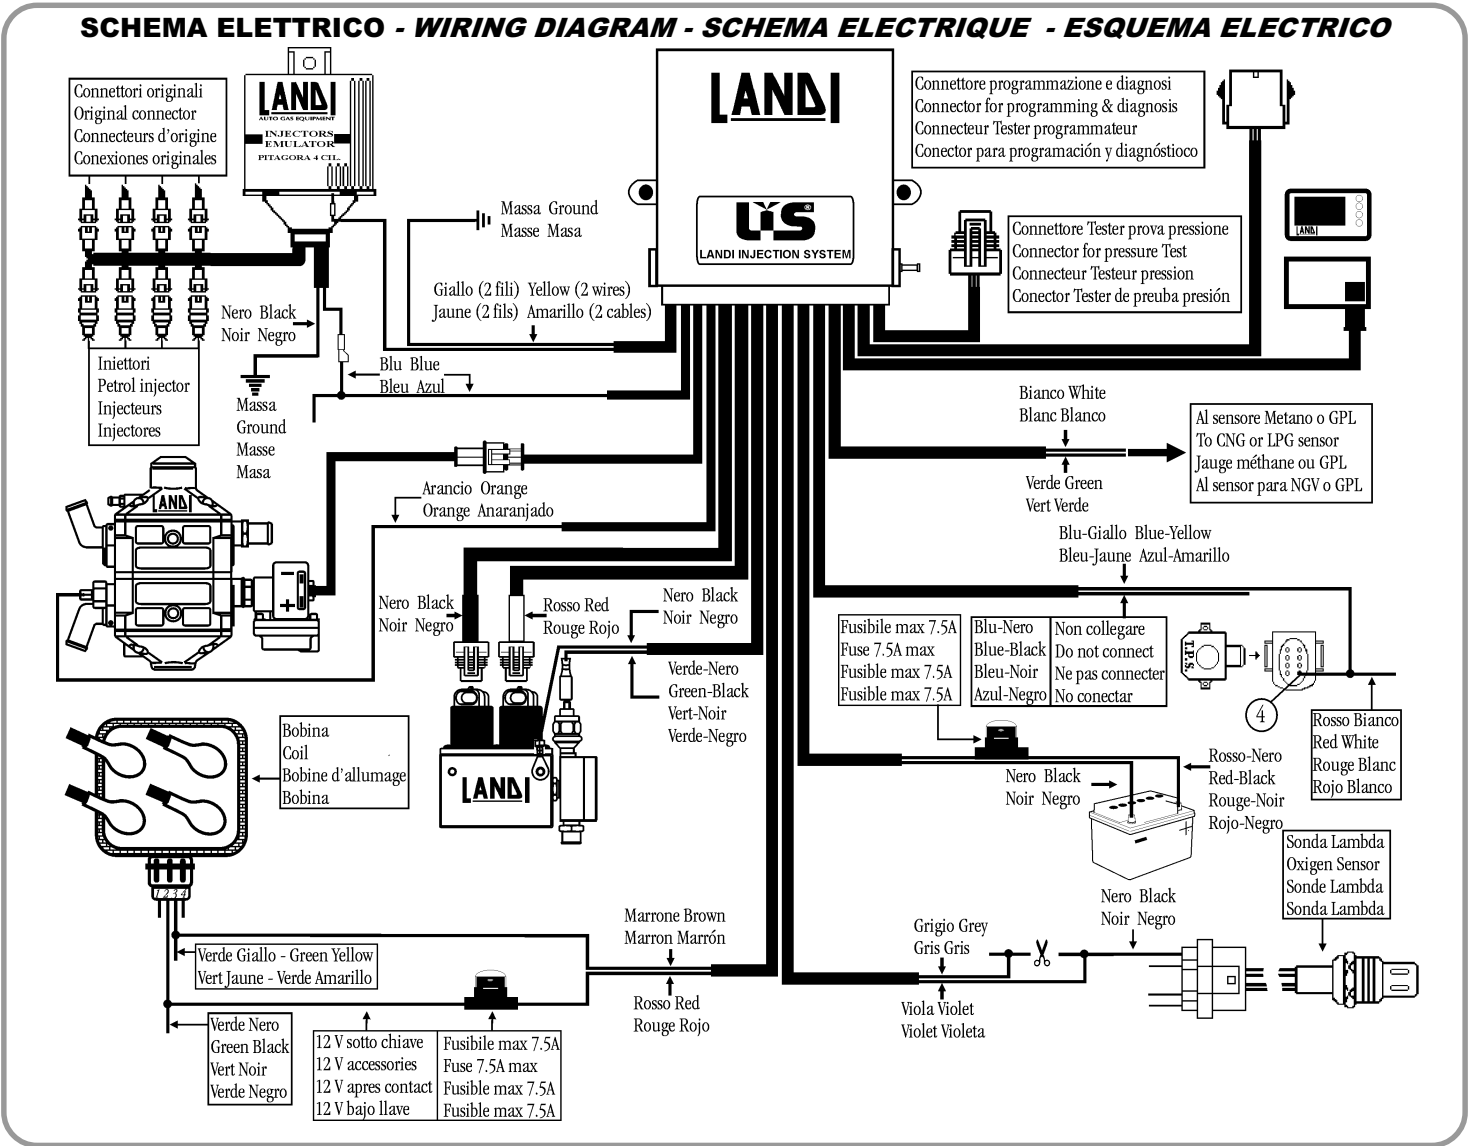 SCHEMA ELETTRICO - WIRING DIAGRAM - SCHEMA ELECTRIQUE - ESQUEMA ELECTRICO
Connettori originali
Original connector
Connecteurs d'origine
Conexiones originales
LANDI
AUTO GAS EQUIPMENT
INJECTORS
EMULATOR
PITAGORA 4 CIL.
LANDI
LIS®
LANDI INJECTION SYSTEM
Connettore programmazione e diagnosi
Connector for programming & diagnosis
Connecteur Tester programmateur
Conector para programación y diagnóstioco
Massa Ground
Masse Masa
Connettore Tester prova pressione
Connector for pressure Test
Connecteur Testeur pression
Conector Tester de preuba presión
LANDI
Giallo (2 fili) Yellow (2 wires)
Jaune (2 fils) Amarillo (2 cables)
Nero Black
Noir Negro
Iniettori
Petrol injector
Injecteurs
Injectores
Blu Blue
Bleu Azul
Massa
Ground
Masse
Masa
Bianco White
Blanc Blanco
Verde Green
Vert Verde
Al sensore Metano o GPL
To CNG or LPG sensor
Jauge méthane ou GPL
Al sensor para NGV o GPL
LANDI
Arancio Orange
Orange Anaranjado
Blu-Giallo Blue-Yellow
Bleu-Jaune Azul-Amarillo
Nero Black
Noir Negro
Rosso Red
Rouge Rojo
Nero Black
Noir Negro
Verde-Nero
Green-Black
Vert-Noir
Verde-Negro
Fusibile max 7.5A
Fuse 7.5A max
Fusible max 7.5A
Fusible max 7.5A
Blu-Nero
Blue-Black
Bleu-Noir
Azul-Negro
Non collegare
Do not connect
Ne pas connecter
No conectar
T.P.S.
4
Rosso Bianco
Red White
Rouge Blanc
Rojo Blanco
Bobina
Coil
Bobine d'allumage
Bobina
LANDI
Nero Black
Noir Negro
Rosso-Nero
Red-Black
Rouge-Noir
Rojo-Negro
Sonda Lambda
Oxigen Sensor
Sonde Lambda
Sonda Lambda
1 2 3 4
Nero Black
Noir Negro
Marrone Brown
Marron Marrón
Grigio Grey
Gris Gris
Verde Giallo - Green Yellow
Vert Jaune - Verde Amarillo
Rosso Red
Rouge Rojo
Viola Violet
Violet Violeta
Verde Nero
Green Black
Vert Noir
Verde Negro
12 V sotto chiave
12 V accessories
12 V apres contact
12 V bajo llave
Fusibile max 7.5A
Fuse 7.5A max
Fusible max 7.5A
Fusible max 7.5A